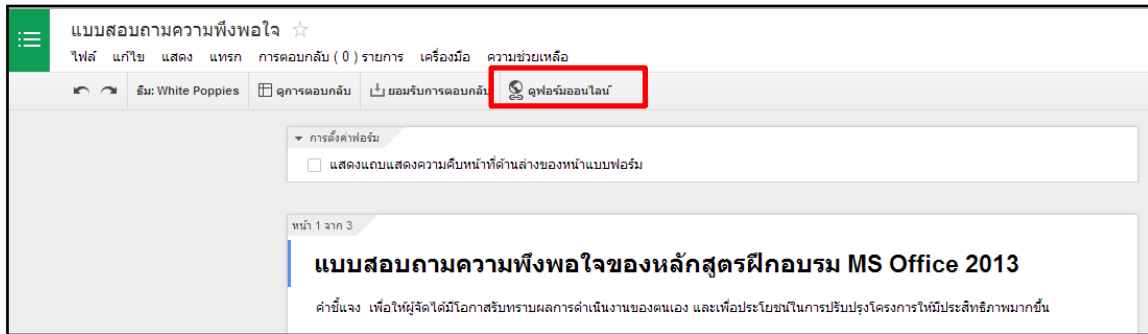 แบบสอบถามความพึงพอใจ
ไฟล์ แก้ไข แสดง แทรก การตอบกลับ ( 0 ) รายการ เครื่องมือ ความช่วยเหลือ
ธีม: White Poppies ดูการตอบกลับ ยอมรับการตอบกลับ ดูฟอร์มออนไลน์
การตั้งค่าฟอร์ม
แสดงแถบแสดงความคืบหน้าที่ด้านล่างของหน้าแบบฟอร์ม
หน้า 1 จาก 3
แบบสอบถามความพึงพอใจของหลักสูตรฝึกอบรม MS Office 2013
คำชี้แจง เพื่อให้ผู้จัดได้มีโอกาสรับทราบผลการดำเนินงานของตนเอง และเพื่อประโยชน์ในการปรับปรุงโครงการให้มีประสิทธิภาพมากขึ้น